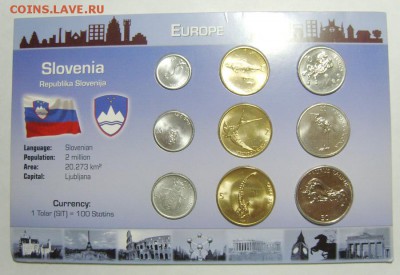 COINS.LAVE.RU
EUROPE
Slovenia
Republika Slovenija
Language: Slovenian
Population: 2 million
Area: 20.273 km²
Capital: Ljubljana
Currency:
1 Tolar (SIT) = 100 Stotins